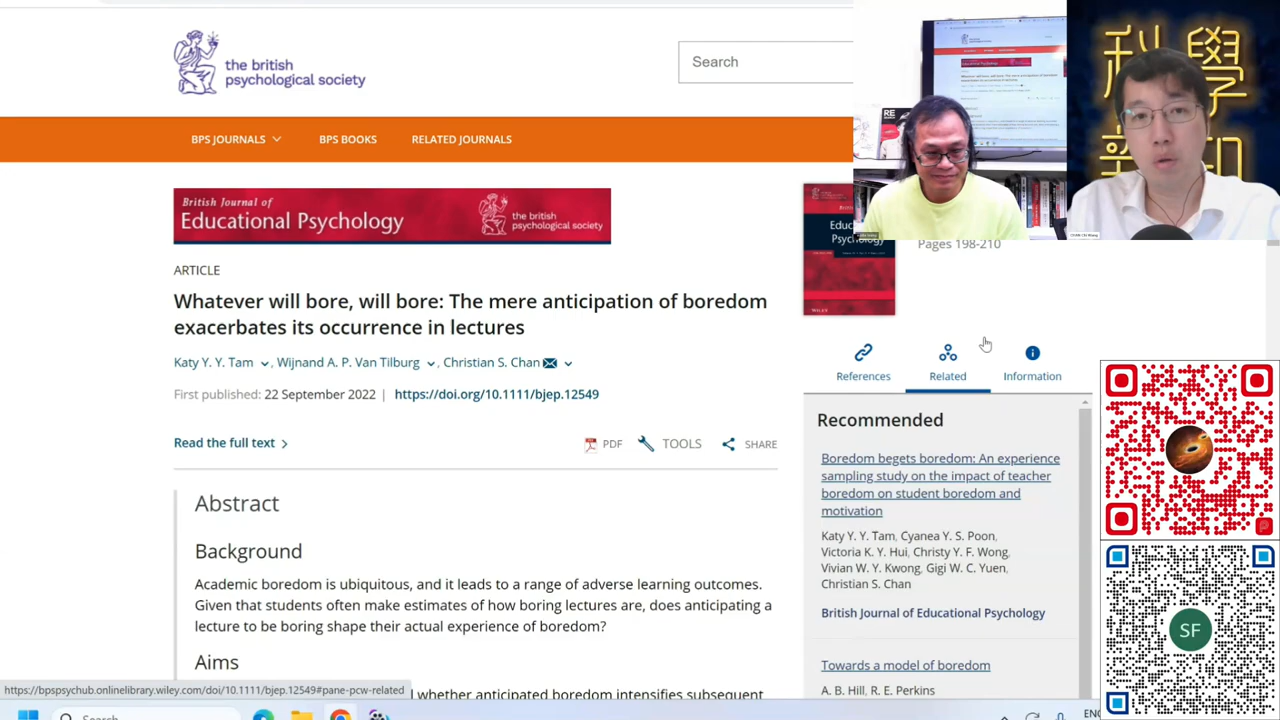 the british
psychological society
Search
BPS JOURNALS
BPS BOOKS
RELATED JOURNALS
British Journal of
Educational Psychology
the british
psychological society
Pages 198-210
ARTICLE
Whatever will bore, will bore: The mere anticipation of boredom
exacerbates its occurrence in lectures
Katy Y. Y. Tam, Wijnand A. P. Van Tilburg, Christian S. Chan
First published: 22 September 2022 | https://doi.org/10.1111/bjep.12549
Read the full text
PDF
TOOLS
SHARE
Abstract
Background
Academic boredom is ubiquitous, and it leads to a range of adverse learning outcomes.
Given that students often make estimates of how boring lectures are, does anticipating a
lecture to be boring shape their actual experience of boredom?
Aims
whether anticipated boredom intensifies subsequent
References
Related
Information
Recommended
Boredom begets boredom: An experience
sampling study on the impact of teacher
boredom on student boredom and
motivation
Katy Y. Y. Tam, Cyanea Y. S. Poon,
Victoria K. Y. Hui, Christy Y. F. Wong,
Vivian W. Y. Kwong, Gigi W. C. Yuen,
Christian S. Chan
British Journal of Educational Psychology
Towards a model of boredom
A. B. Hill, R. E. Perkins
https://bpspsychub.onlinelibrary.wiley.com/doi/10.1111/bjep.12549#pane-pcw-related
Search
ENG
科學
知
RE
SF